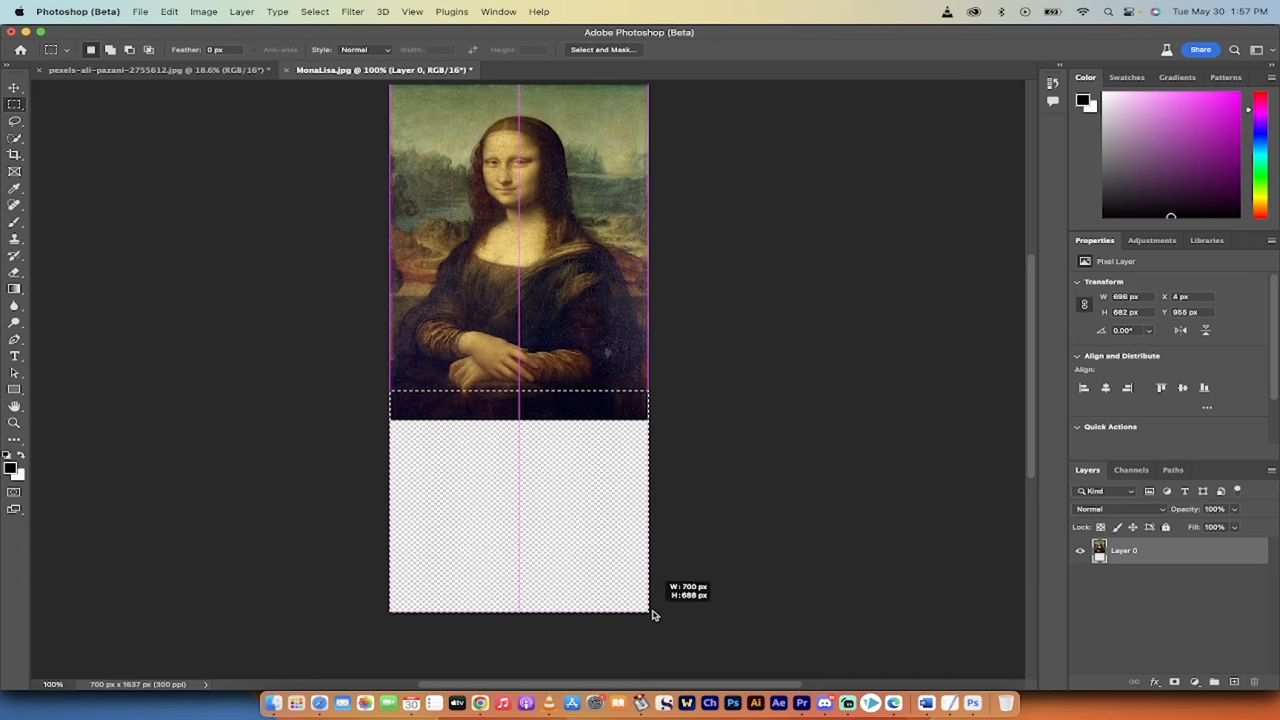 Photoshop (Beta) File Edit Image Layer Type Select Filter 3D View Plugins Window Help Tue May 30 1:57 PM
Adobe Photoshop (Beta)
Feather: 0 px Anti-alias Style: Normal Width: Height: Select and Mask... Share
pexels-ali-pazani-2755612.jpg @ 18.6% (RGB/16*) * MonaLisa.jpg @ 100% (Layer 0, RGB/16*) *
Color Swatches Gradients Patterns
Properties Adjustments Libraries
Pixel Layer
Transform
W 696 px X 4 px
H 682 px Y 955 px
0.00°
Align and Distribute
Align:
Quick Actions
Layers Channels Paths
Kind
Normal Opacity: 100%
Lock: Fill: 100%
Layer 0
W: 700 px
H: 688 px
100% 700 px x 1637 px (300 ppi)